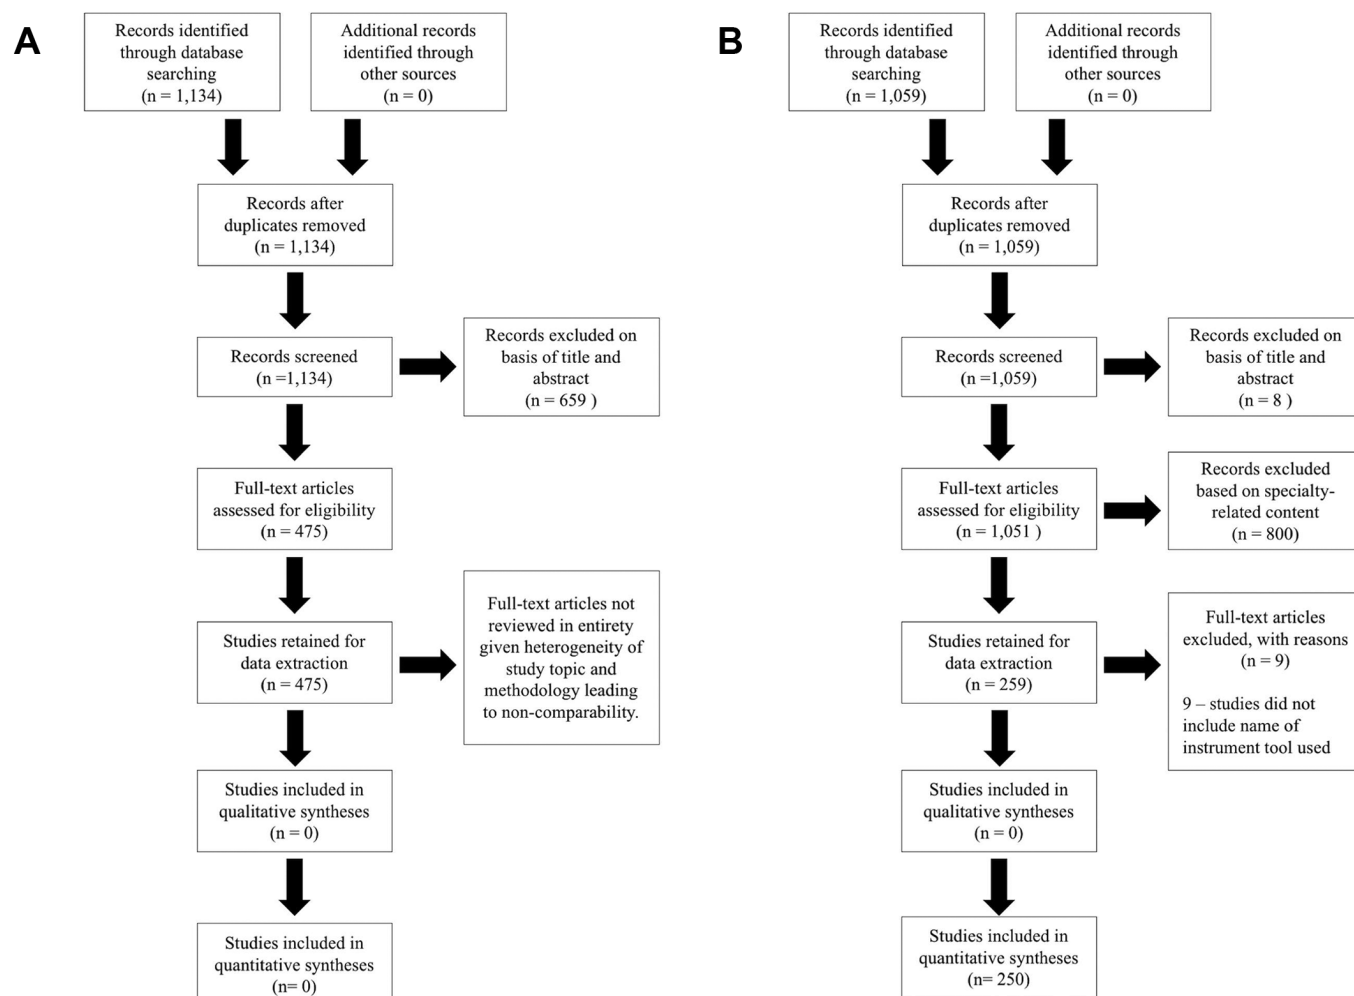 A
Records identified
through database
searching
(n = 1,134)
Additional records
identified through
other sources
(n = 0)
Records after
duplicates removed
(n = 1,134)
Records screened
(n =1,134)
Records excluded on
basis of title and
abstract
(n = 659 )
Full-text articles
assessed for eligibility
(n = 475)
Studies retained for
data extraction
(n = 475)
Full-text articles not
reviewed in entirety
given heterogeneity of
study topic and
methodology leading
to non-comparability.
Studies included in
qualitative syntheses
(n = 0)
Studies included in
quantitative syntheses
(n= 0)
B
Records identified
through database
searching
(n = 1,059)
Additional records
identified through
other sources
(n = 0)
Records after
duplicates removed
(n = 1,059)
Records screened
(n =1,059)
Records excluded on
basis of title and
abstract
(n = 8 )
Full-text articles
assessed for eligibility
(n = 1,051 )
Records excluded
based on specialty-
related content
(n = 800)
Studies retained for
data extraction
(n = 259)
Full-text articles
excluded, with reasons
(n = 9)
9 – studies did not
include name of
instrument tool used
Studies included in
qualitative syntheses
(n = 0)
Studies included in
quantitative syntheses
(n= 250)